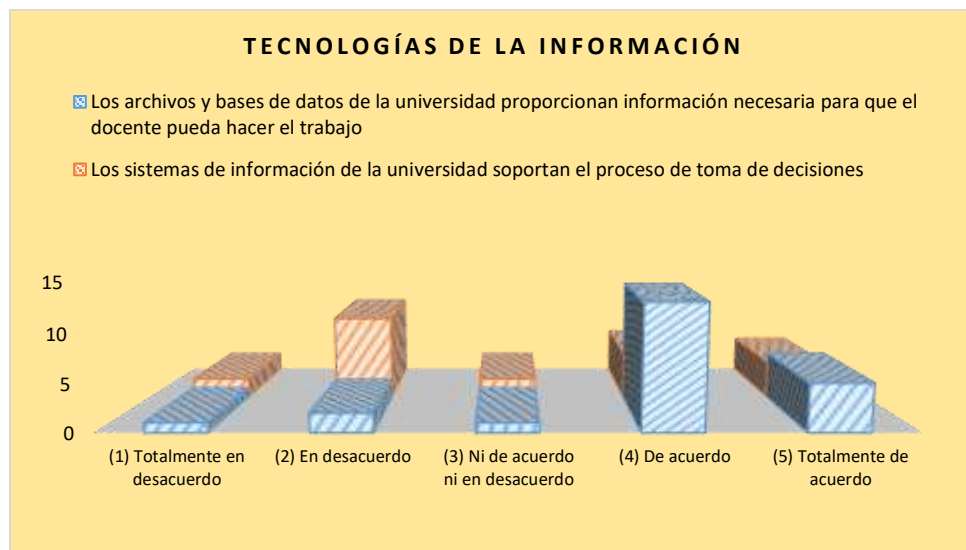 TECNOLOGÍAS DE LA INFORMACIÓN
Los archivos y bases de datos de la universidad proporcionan información necesaria para que el
docente pueda hacer el trabajo
Los sistemas de información de la universidad soportan el proceso de toma de decisiones
15
10
5
0
(1) Totalmente en
desacuerdo
(2) En desacuerdo
(3) Ni de acuerdo
ni en desacuerdo
(4) De acuerdo
(5) Totalmente de
acuerdo